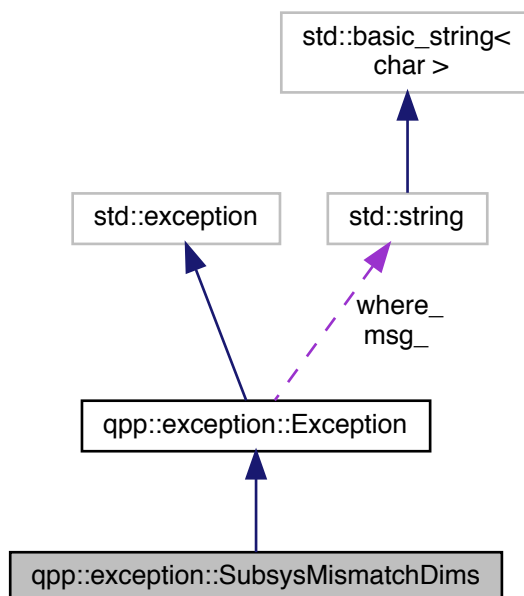 std::basic_string<
char >
std::exception
std::string
where_
msg_
qpp::exception::Exception
qpp::exception::SubsysMismatchDims